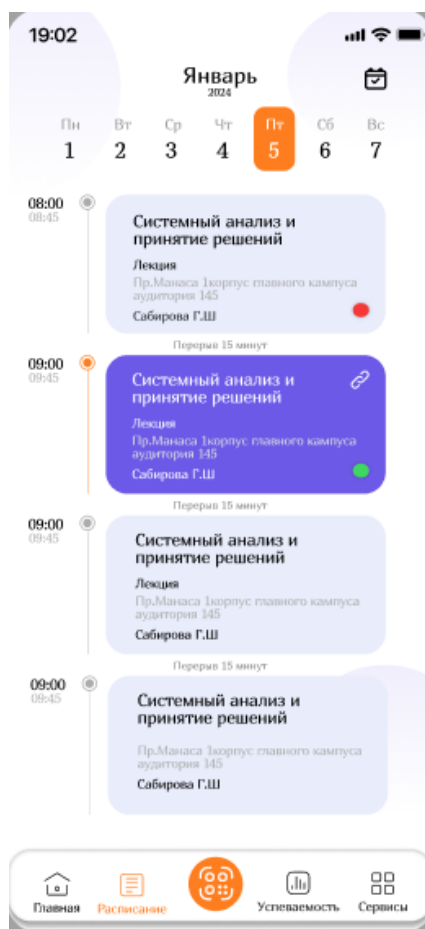 19:02
Январь
2024
Пн Вт Ср Чт Пт Сб Вс
1 2 3 4 5 6 7
08:00
08:45
Системный анализ и
принятие решений
Лекция
Пр.Манаса 1корпус главного кампуса
аудитория 145
Сабирова Г.Ш
Перерыв 15 минут
09:00
09:45
Системный анализ и
принятие решений
Лекция
Пр.Манаса 1корпус главного кампуса
аудитория 145
Сабирова Г.Ш
Перерыв 15 минут
09:00
09:45
Системный анализ и
принятие решений
Лекция
Пр.Манаса 1корпус главного кампуса
аудитория 145
Сабирова Г.Ш
Перерыв 15 минут
09:00
09:45
Системный анализ и
принятие решений
Пр.Манаса 1корпус главного кампуса
аудитория 145
Сабирова Г.Ш
Главная Расписание Успеваемость Сервисы